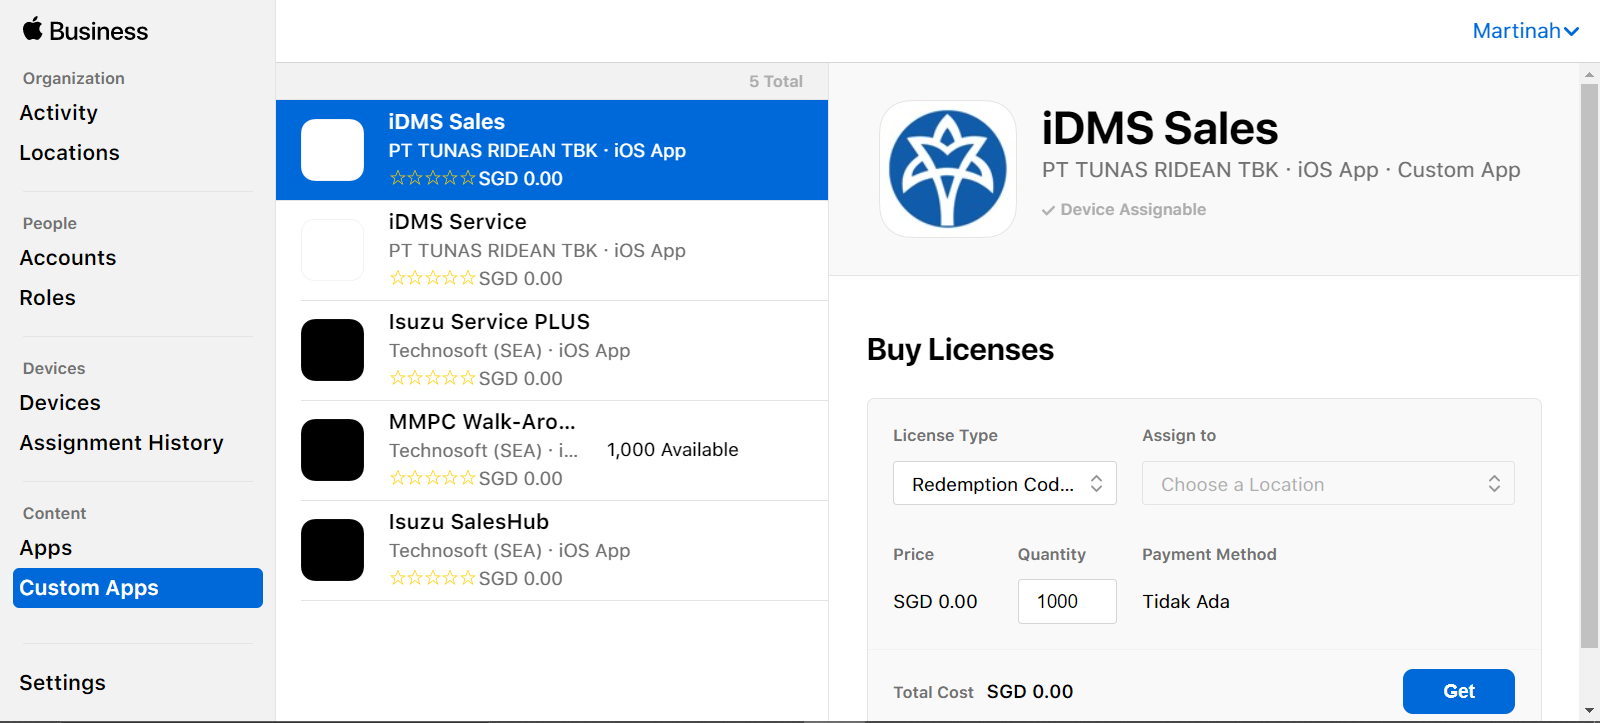 Business
Organization
Activity
Locations
People
Accounts
Roles
Devices
Devices
Assignment History
Content
Apps
Custom Apps
Settings
Martinah
5 Total
iDMS Sales
PT TUNAS RIDEAN TBK · iOS App
☆☆☆☆☆ SGD 0.00
iDMS Service
PT TUNAS RIDEAN TBK · iOS App
☆☆☆☆☆ SGD 0.00
Isuzu Service PLUS
Technosoft (SEA) · iOS App
☆☆☆☆☆ SGD 0.00
MMPC Walk-Aro...
Technosoft (SEA) · i... 1,000 Available
☆☆☆☆☆ SGD 0.00
Isuzu SalesHub
Technosoft (SEA) · iOS App
☆☆☆☆☆ SGD 0.00
iDMS Sales
PT TUNAS RIDEAN TBK · iOS App · Custom App
✓ Device Assignable
Buy Licenses
License Type Assign to
Redemption Cod... Choose a Location
Price Quantity Payment Method
SGD 0.00 1000 Tidak Ada
Total Cost SGD 0.00 Get